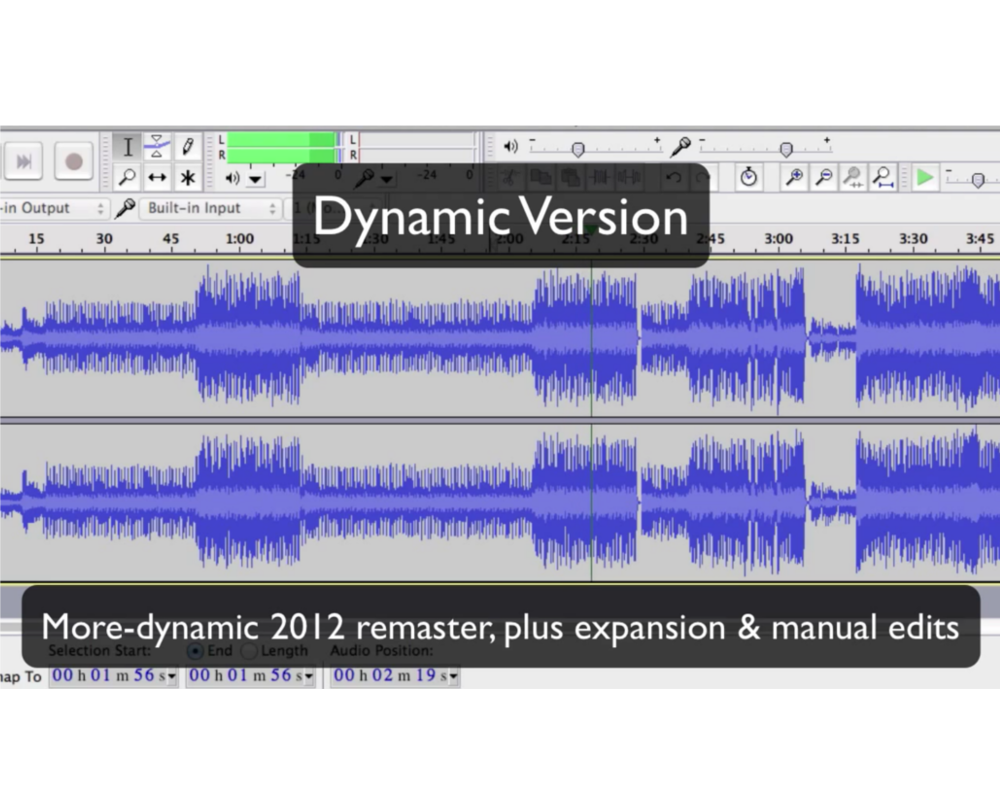 L
R
L
R
-24
0
-24
0
-in Output
Built-in Input
Dynamic Version
15 30 45 1:00 1:15 1:30 1:45 2:00 2:15 2:30 2:45 3:00 3:15 3:30 3:45
More-dynamic 2012 remaster, plus expansion & manual edits
Selection Start: End Length Audio Position:
ap To 00 h 01 m 56 s 00 h 01 m 56 s 00 h 02 m 19 s